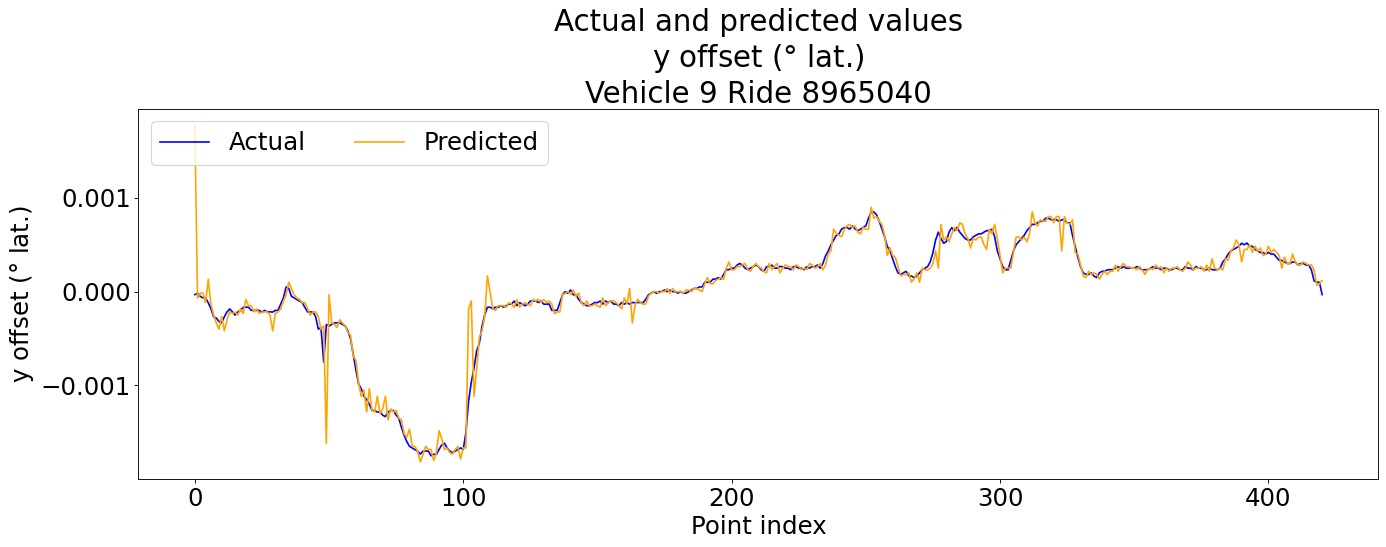 Actual and predicted values
y offset (° lat.)
Vehicle 9 Ride 8965040
Actual
Predicted
y offset (° lat.)
0.001
0.000
−0.001
0
100
200
300
400
Point index